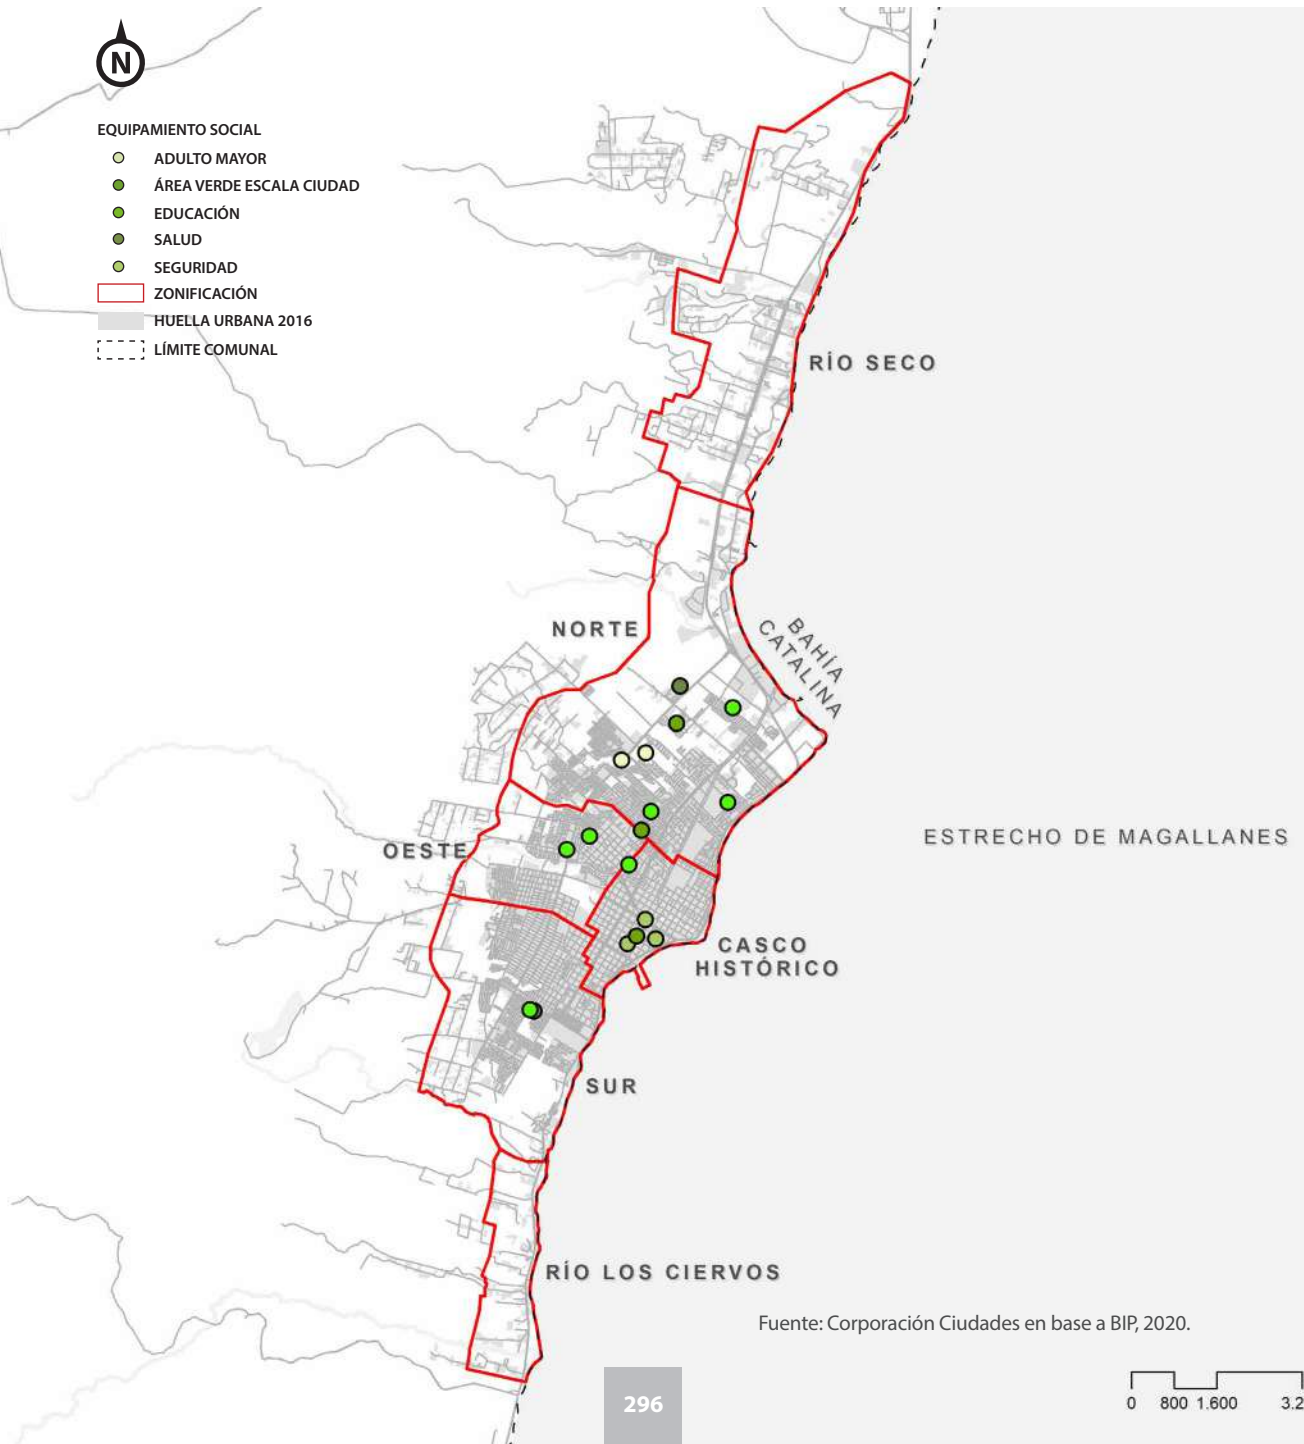 N
EQUIPAMIENTO SOCIAL
ADULTO MAYOR
ÁREA VERDE ESCALA CIUDAD
EDUCACIÓN
SALUD
SEGURIDAD
ZONIFICACIÓN
HUELLA URBANA 2016
LÍMITE COMUNAL
RÍO SECO
NORTE
BAHÍA
CATALINA
ESTRECHO DE MAGALLANES
OESTE
CASCO
HISTÓRICO
SUR
RÍO LOS CIERVOS
Fuente: Corporación Ciudades en base a BIP, 2020.
0 800 1.600 3.2
296